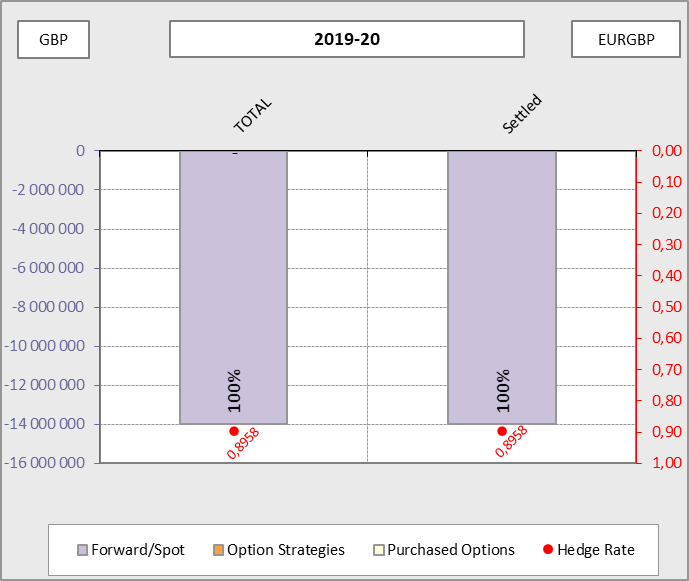 GBP
2019-20
EURGBP
TOTAL
Settled
0
-2 000 000
-4 000 000
-6 000 000
-8 000 000
-10 000 000
-12 000 000
-14 000 000
-16 000 000
100%
100%
0,8958
0,8958
0,00
0,10
0,20
0,30
0,40
0,50
0,60
0,70
0,80
0,90
1,00
Forward/Spot
Option Strategies
Purchased Options
Hedge Rate